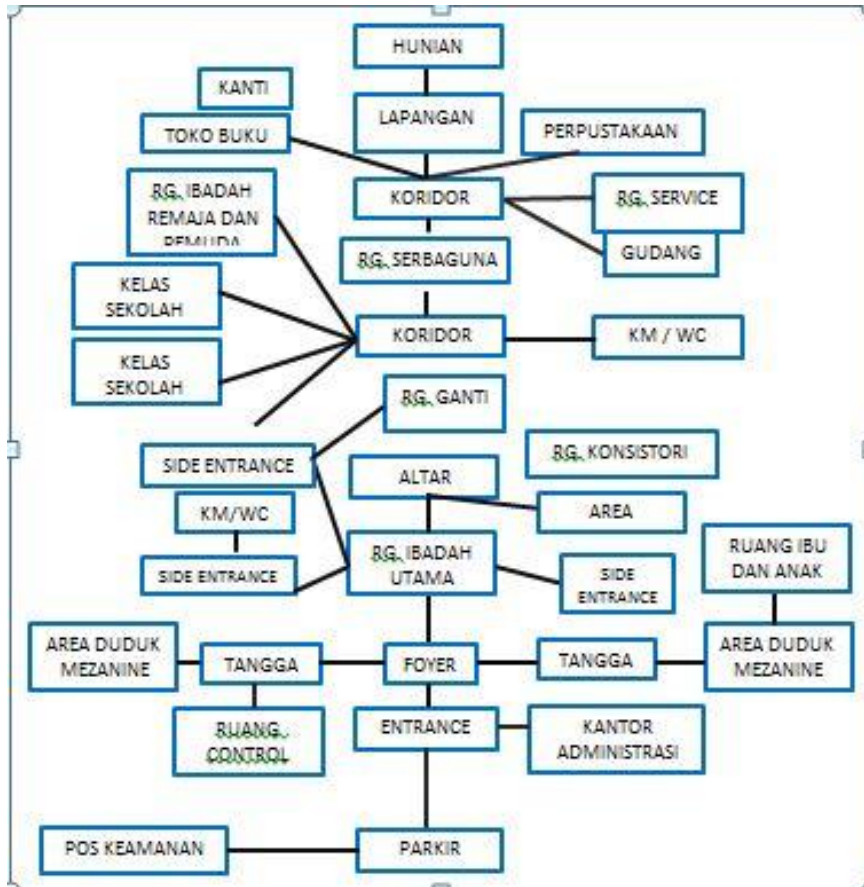 HUNIAN
KANTI
LAPANGAN
TOKO BUKU
PERPUSTAKAAN
RG. IBADAH
REMAJA DAN
PEMUDA
KORIDOR
RG. SERVICE
GUDANG
RG. SERBAGUNA
KELAS
SEKOLAH
KORIDOR
KM / WC
KELAS
SEKOLAH
RG. GANTI
SIDE ENTRANCE
RG. KONSISTORI
ALTAR
KM/WC
AREA
RG. IBADAH
UTAMA
RUANG IBU
DAN ANAK
SIDE ENTRANCE
SIDE
ENTRANCE
AREA DUDUK
MEZANINE
TANGGA
FOYER
TANGGA
AREA DUDUK
MEZANINE
RUANG
CONTROL
ENTRANCE
KANTOR
ADMINISTRASI
POS KEAMANAN
PARKIR